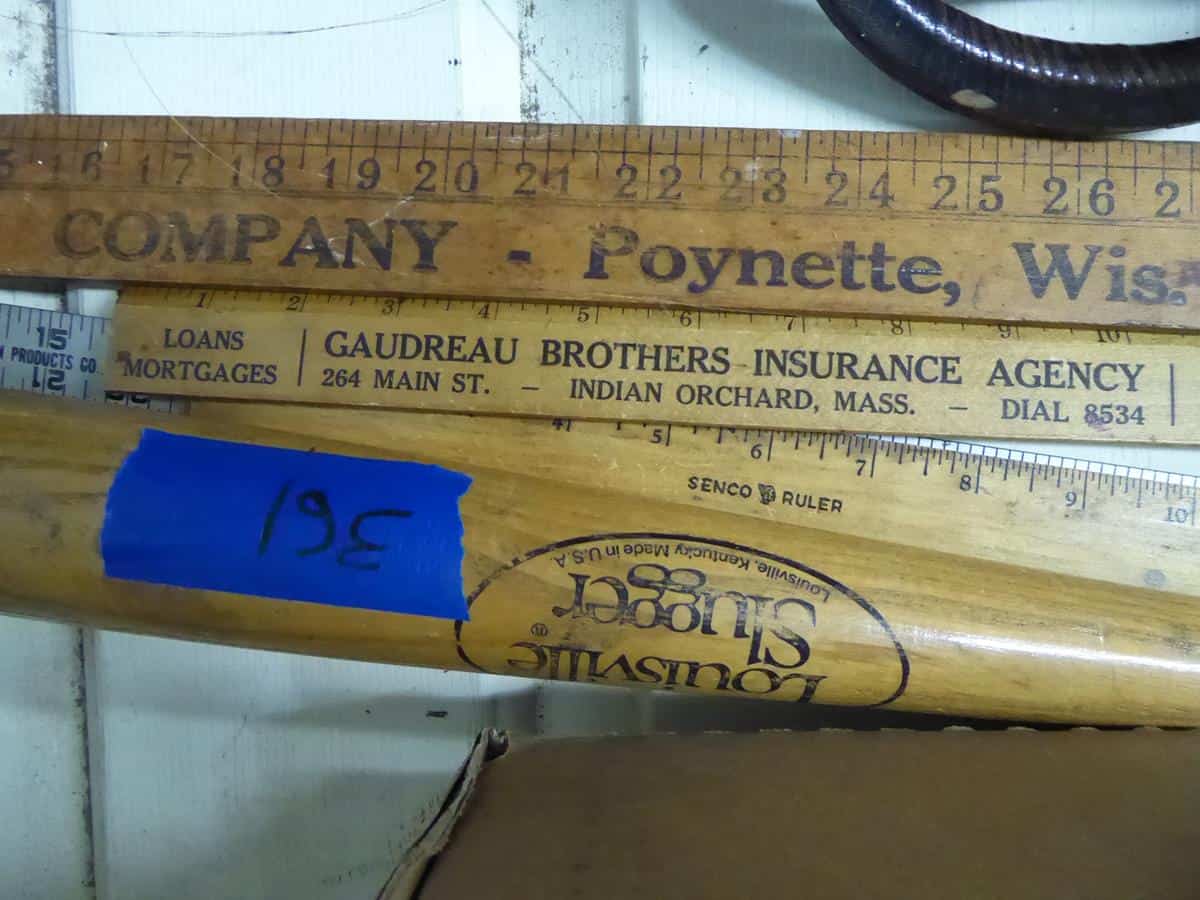 16 17 18 19 20 21 22 23 24 25 26 2
COMPANY - Poynette, Wis.
1 2 3 4 5 6 7 8 9 10
LOANS
MORTGAGES
GAUDREAU BROTHERS INSURANCE AGENCY
264 MAIN ST. — INDIAN ORCHARD, MASS. — DIAL 8534
15
PRODUCTS CO
12
4 5 6 7 8 9 10
SENCO RULER
361
Louisville
Slugger
®
Louisville, Kentucky Made in U.S.A.